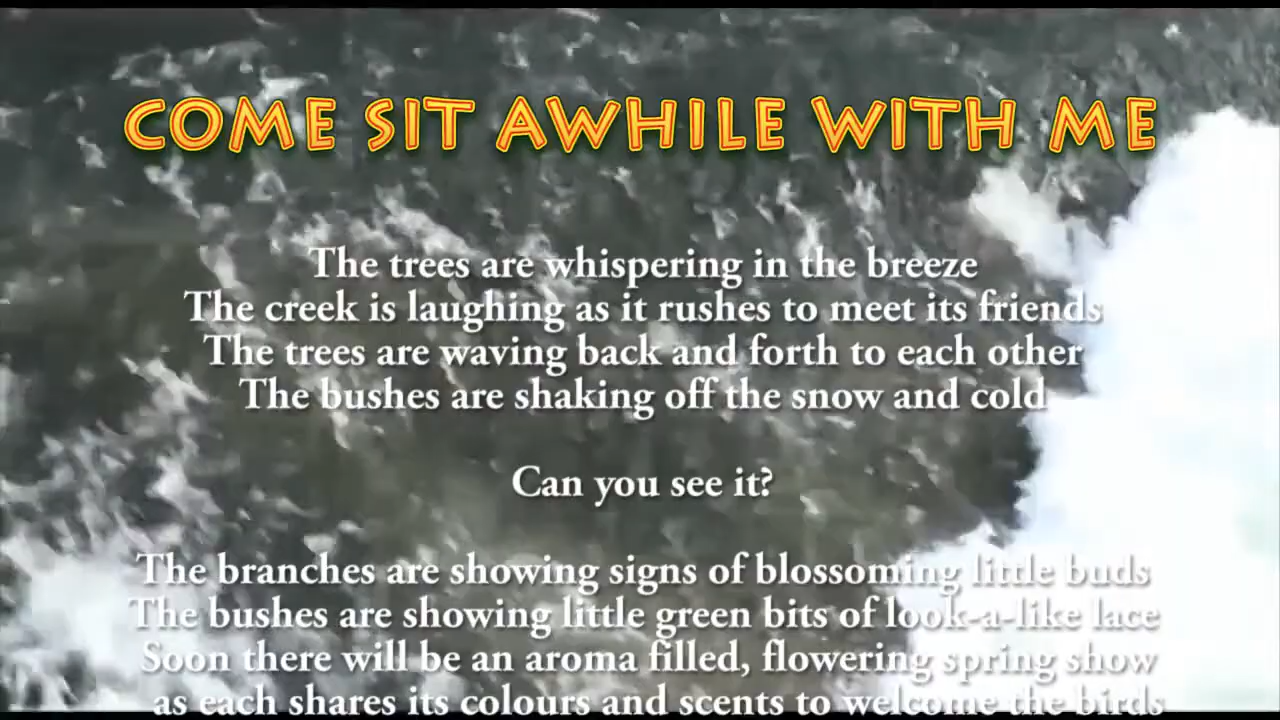 COME SIT AWHILE WITH ME
The trees are whispering in the breeze
The creek is laughing as it rushes to meet its friends
The trees are waving back and forth to each other
The bushes are shaking off the snow and cold
Can you see it?
The branches are showing signs of blossoming little buds
The bushes are showing little green bits of look-a-like lace
Soon there will be an aroma filled, flowering spring show
as each shares its colours and scents to welcome the birds